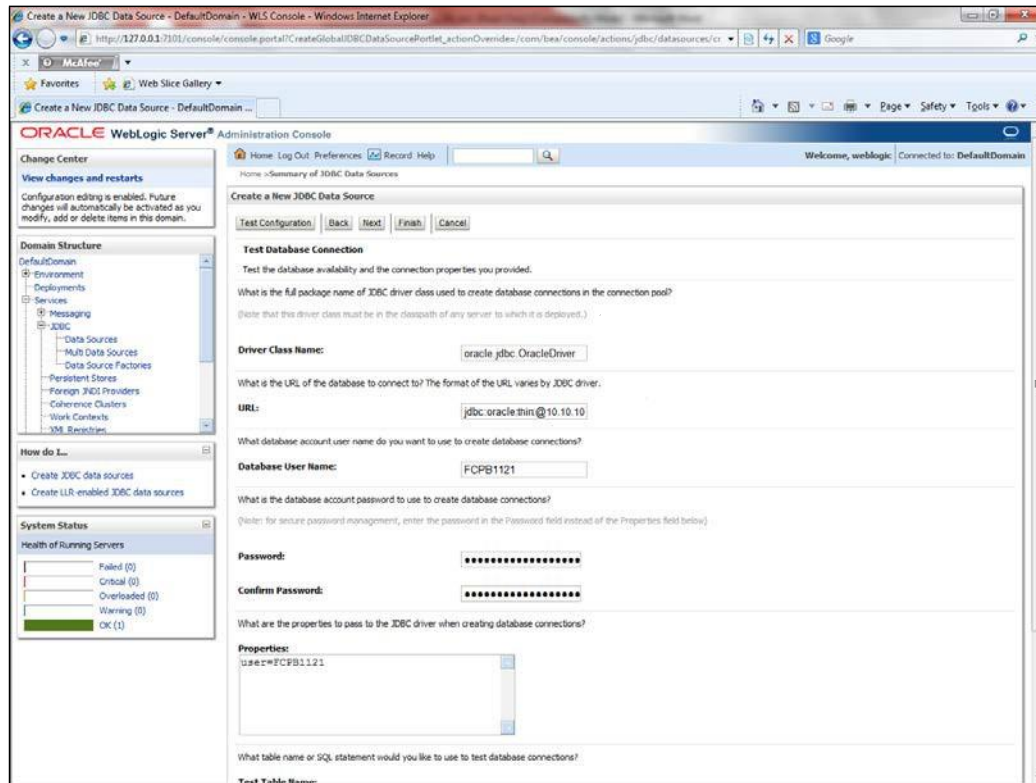 Create a New JDBC Data Source - DefaultDomain - WLS Console - Windows Internet Explorer
http://127.0.0.1:7101/console/console.portal?CreateGlobalJDBCDataSourcePortlet_actionOverride=/com/bea/console/actions/jdbc/datasources/cr
Google
X McAfee
Favorites Web Slice Gallery
Create a New JDBC Data Source - DefaultDomain ...
Page Safety Tools
ORACLE WebLogic Server® Administration Console
Change Center
View changes and restarts
Configuration editing is enabled. Future
changes will automatically be activated as you
modify, add or delete items in this domain.
Domain Structure
DefaultDomain
Environment
Deployments
Services
Messaging
JDBC
Data Sources
Multi Data Sources
Data Source Factories
Persistent Stores
Foreign JNDI Providers
Coherence Clusters
Work Contexts
XML Registries
How do I...
Create JDBC data sources
Create LLR-enabled JDBC data sources
System Status
Health of Running Servers
Failed (0)
Critical (0)
Overloaded (0)
Warning (0)
OK (1)
Home Log Out Preferences Record Help
Welcome, weblogic Connected to: DefaultDomain
Home >Summary of JDBC Data Sources
Create a New JDBC Data Source
Test Configuration Back Next Finish Cancel
Test Database Connection
Test the database availability and the connection properties you provided.
What is the full package name of JDBC driver class used to create database connections in the connection pool?
(Note that this driver class must be in the classpath of any server to which it is deployed.)
Driver Class Name: oracle.jdbc.OracleDriver
What is the URL of the database to connect to? The format of the URL varies by JDBC driver.
URL: jdbc:oracle:thin:@10.10.10
What database account user name do you want to use to create database connections?
Database User Name: FCPB1121
What is the database account password to use to create database connections?
(Note: for secure password management, enter the password in the Password field instead of the Properties field below)
Password: ••••••••••••••••••
Confirm Password: ••••••••••••••••••
What are the properties to pass to the JDBC driver when creating database connections?
Properties:
user=FCPB1121
What table name or SQL statement would you like to use to test database connections?
Test Table Name: